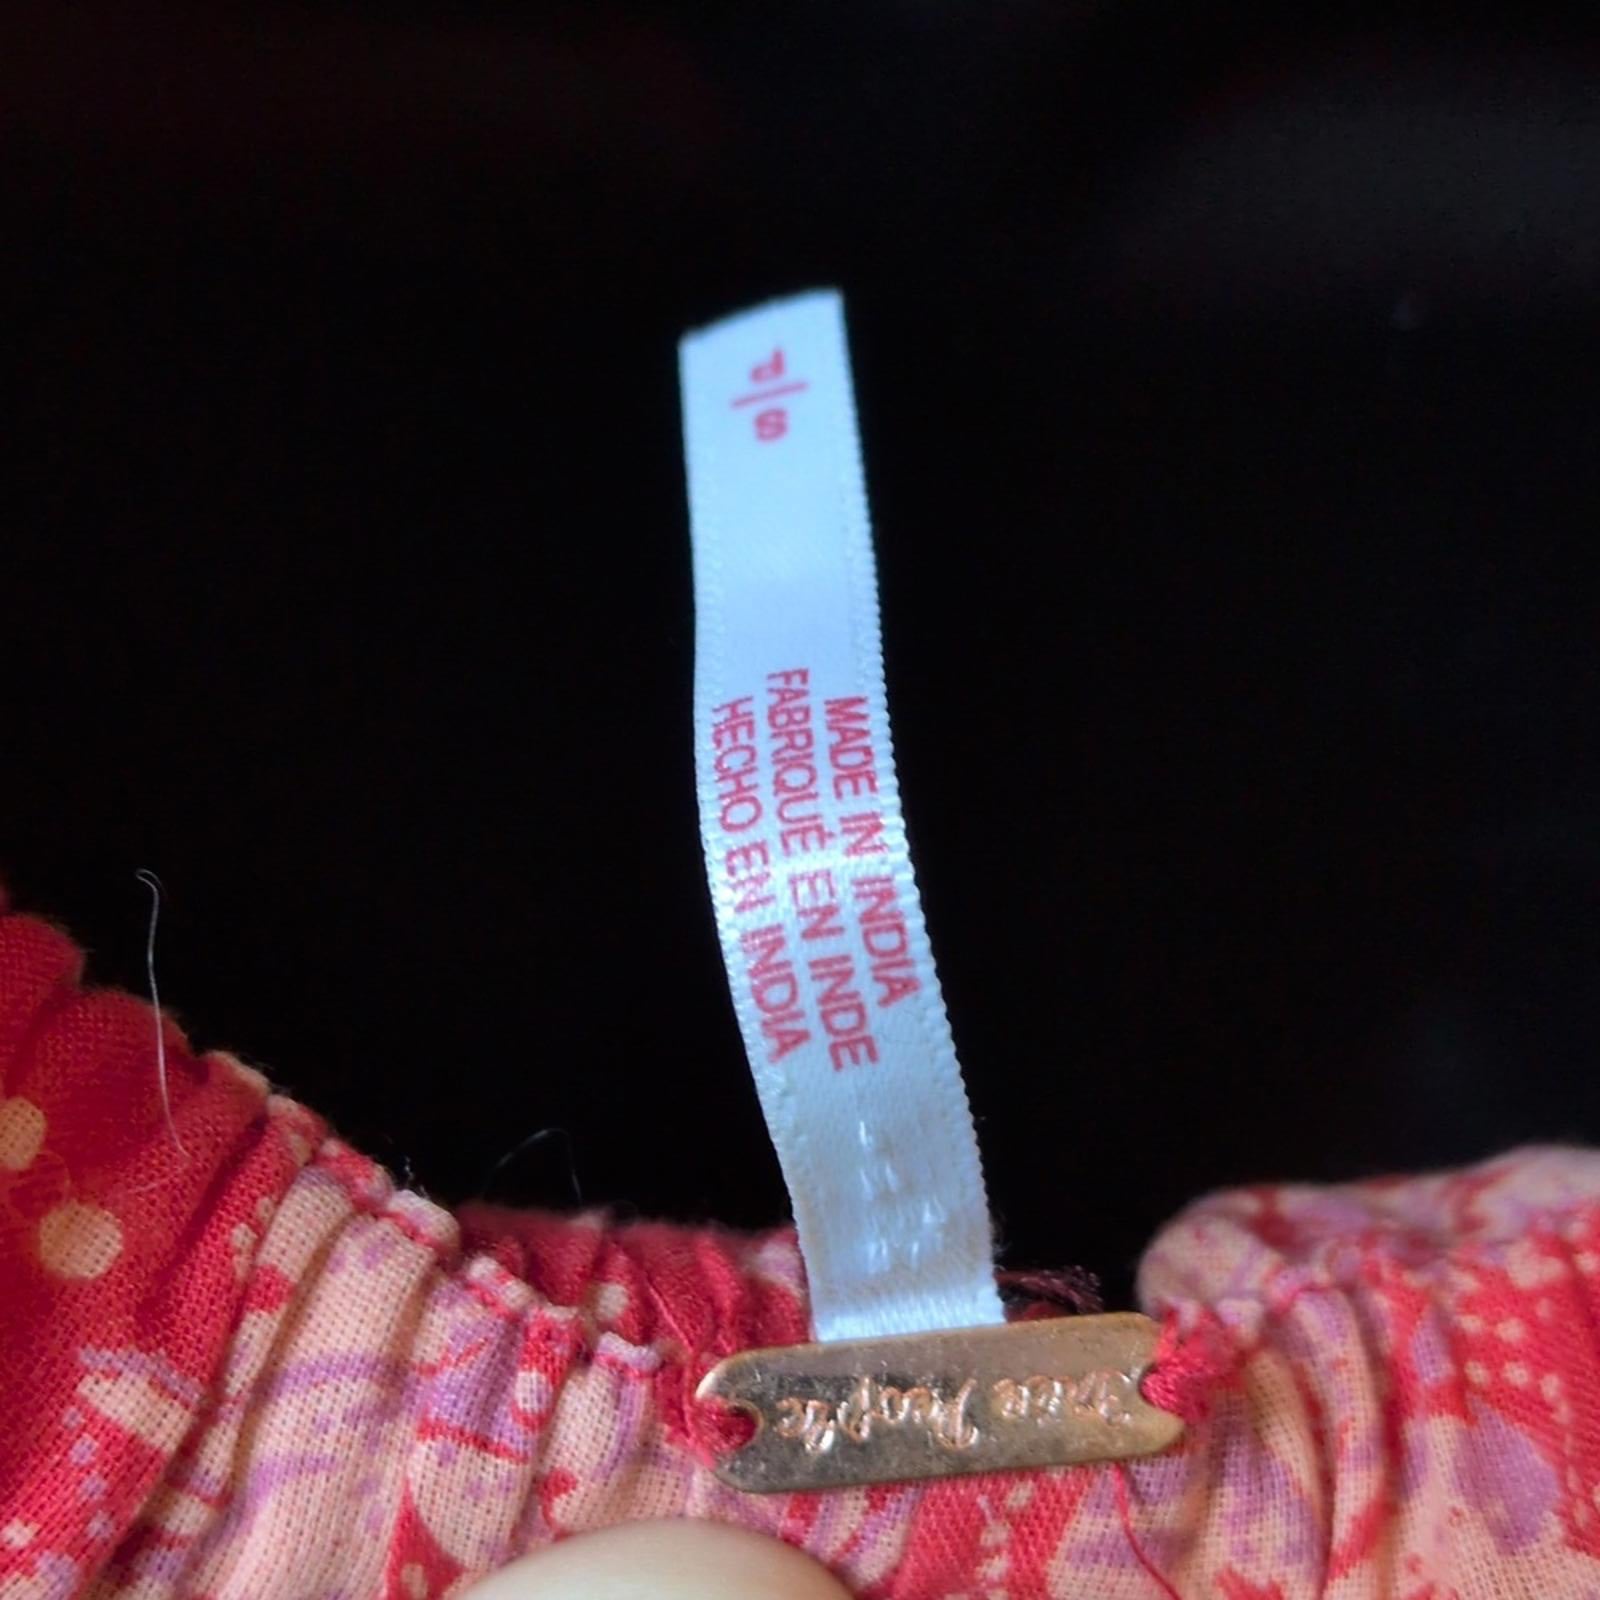 P|S
MADE IN INDIA
FABRIQUÉ EN INDE
HECHO EN INDIA
Free People